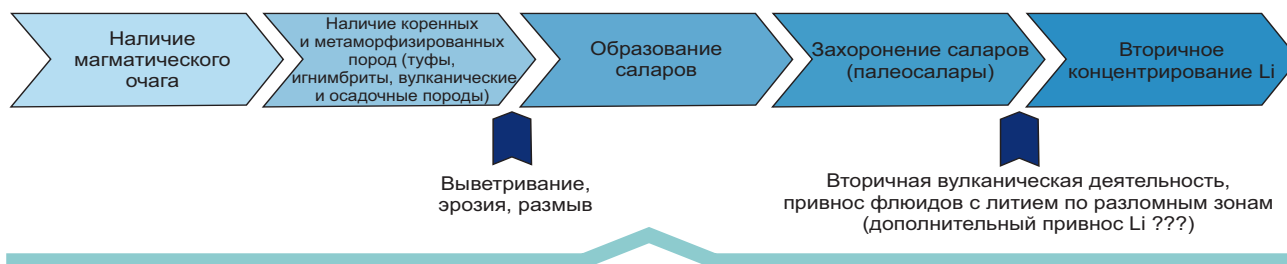 Наличие
магматического
очага
Наличие коренных
и метаморфизированных
пород (туфы,
игнимбриты, вулканические
и осадочные породы)
Образование
саларов
Захоронение саларов
(палеосалары)
Вторичное
концентрирование Li
Выветривание,
эрозия, размыв
Вторичная вулканическая деятельность,
привнос флюидов с литием по разломным зонам
(дополнительный привнос Li ???)